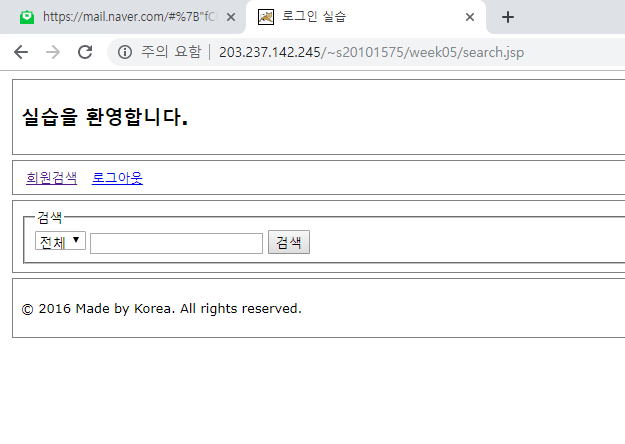 https://mail.naver.com/#%7B"fC
로그인 실습
주의 요함 | 203.237.142.245/~s20101575/week05/search.jsp
실습을 환영합니다.
회원검색 로그아웃
검색
전체 검색
© 2016 Made by Korea. All rights reserved.